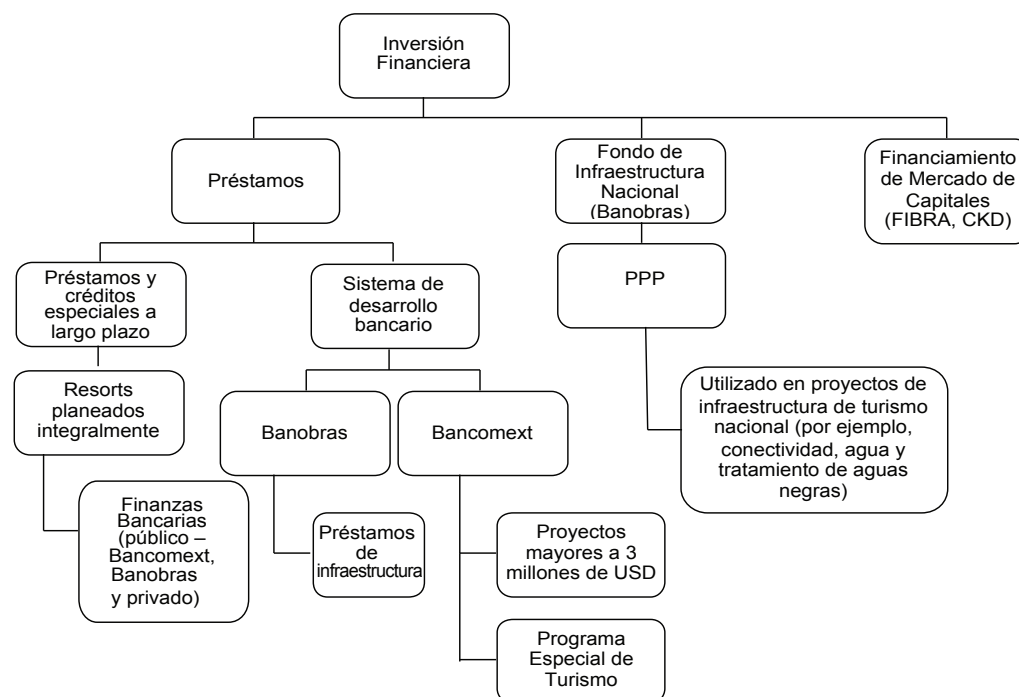 Inversión
Financiera
Préstamos
Fondo de
Infraestructura
Nacional
(Banobras)
Financiamiento
de Mercado de
Capitales
(FIBRA, CKD)
Préstamos y
créditos
especiales a
largo plazo
Sistema de
desarrollo
bancario
PPP
Resorts
planeados
integralmente
Banobras
Bancomext
Utilizado en proyectos de
infraestructura de turismo
nacional (por ejemplo,
conectividad, agua y
tratamiento de aguas
negras)
Finanzas
Bancarias
(público –
Bancomext,
Banobras
y privado)
Préstamos
de
infraestructura
Proyectos
mayores a 3
millones de USD
Programa
Especial de
Turismo